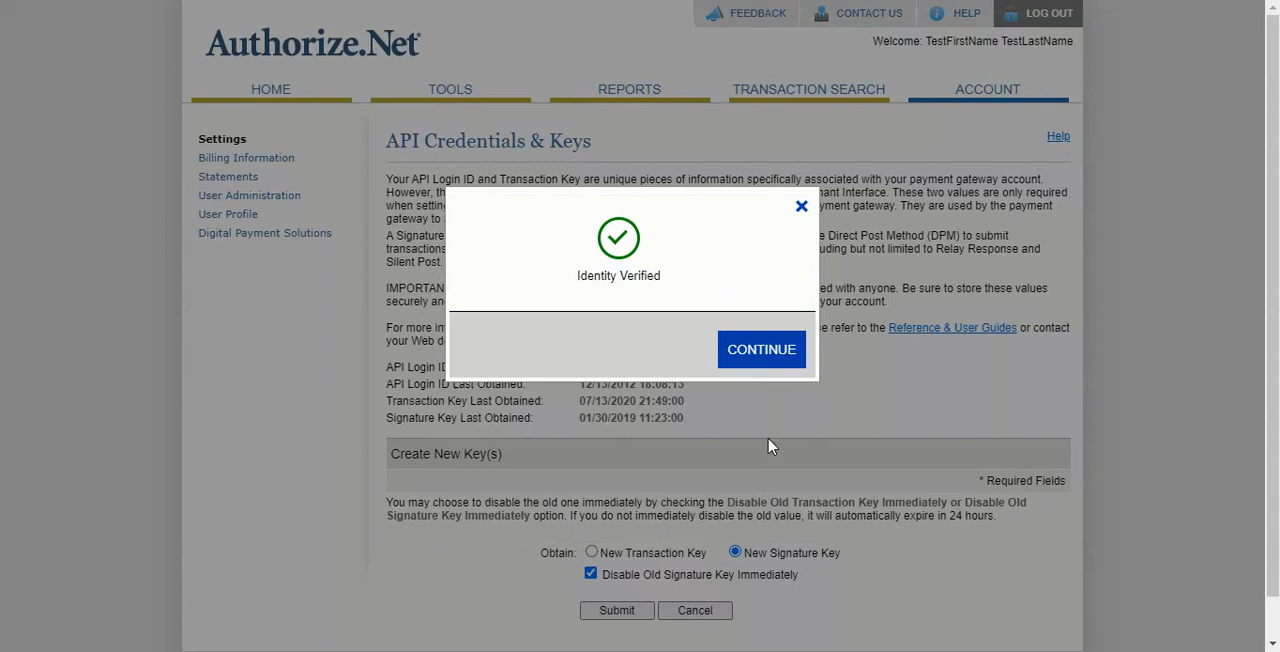 FEEDBACK
CONTACT US
HELP
LOG OUT
Authorize.Net
Welcome: TestFirstName TestLastName
HOME
TOOLS
REPORTS
TRANSACTION SEARCH
ACCOUNT
Settings
Billing Information
Statements
User Administration
User Profile
Digital Payment Solutions
API Credentials & Keys
Help
Your API Login ID and Transaction Key are unique pieces of information specifically associated with your payment gateway account.
However, th
nant Interface. These two values are only required
when setting
yment gateway. They are used by the payment
gateway to a
A Signature
e Direct Post Method (DPM) to submit
transactions
luding but not limited to Relay Response and
Silent Post.
IMPORTAN
ed with anyone. Be sure to store these values
securely an
your account.
For more in
se refer to the Reference & User Guides or contact
your Web d
Identity Verified
CONTINUE
API Login ID
API Login ID Last Obtained: 12/13/2012 18:08:13
Transaction Key Last Obtained: 07/13/2020 21:49:00
Signature Key Last Obtained: 01/30/2019 11:23:00
Create New Key(s)
* Required Fields
You may choose to disable the old one immediately by checking the Disable Old Transaction Key Immediately or Disable Old
Signature Key Immediately option. If you do not immediately disable the old value, it will automatically expire in 24 hours.
Obtain: New Transaction Key New Signature Key
Disable Old Signature Key Immediately
Submit Cancel